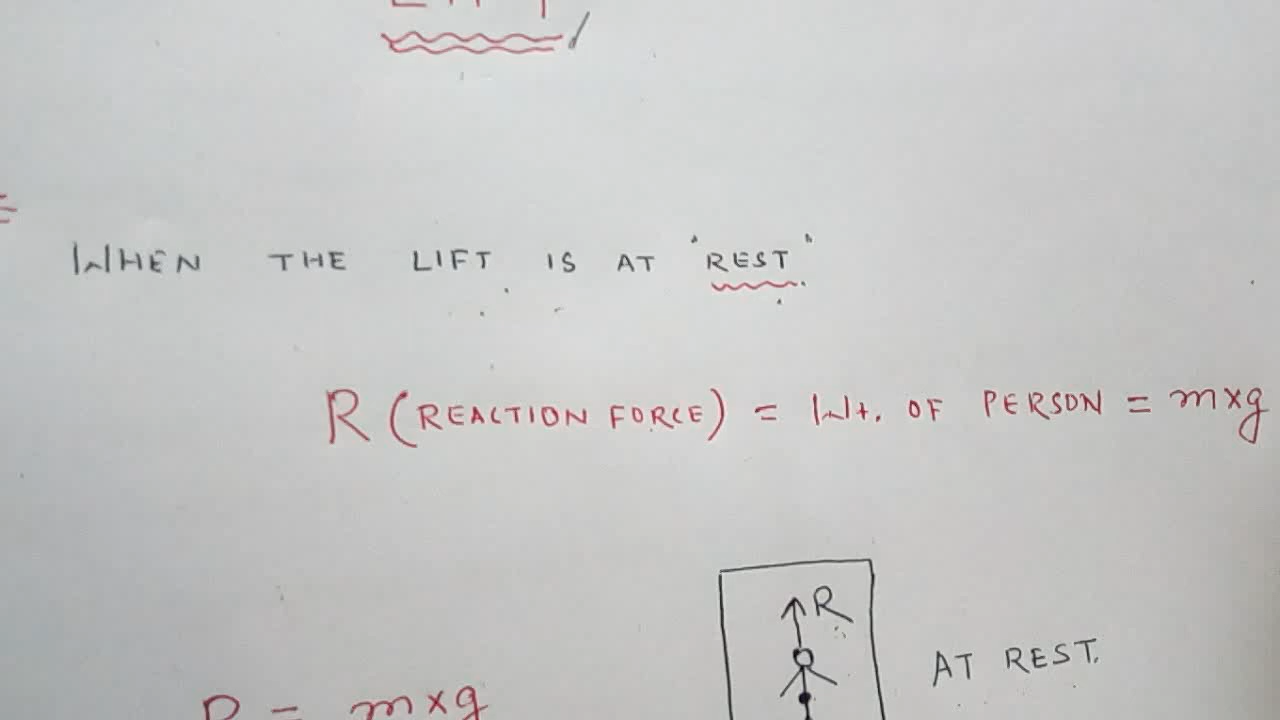 WHEN THE LIFT IS AT "REST"
R (REACTION FORCE) = Wt. OF PERSON = m×g
R
AT REST.
R = m×g